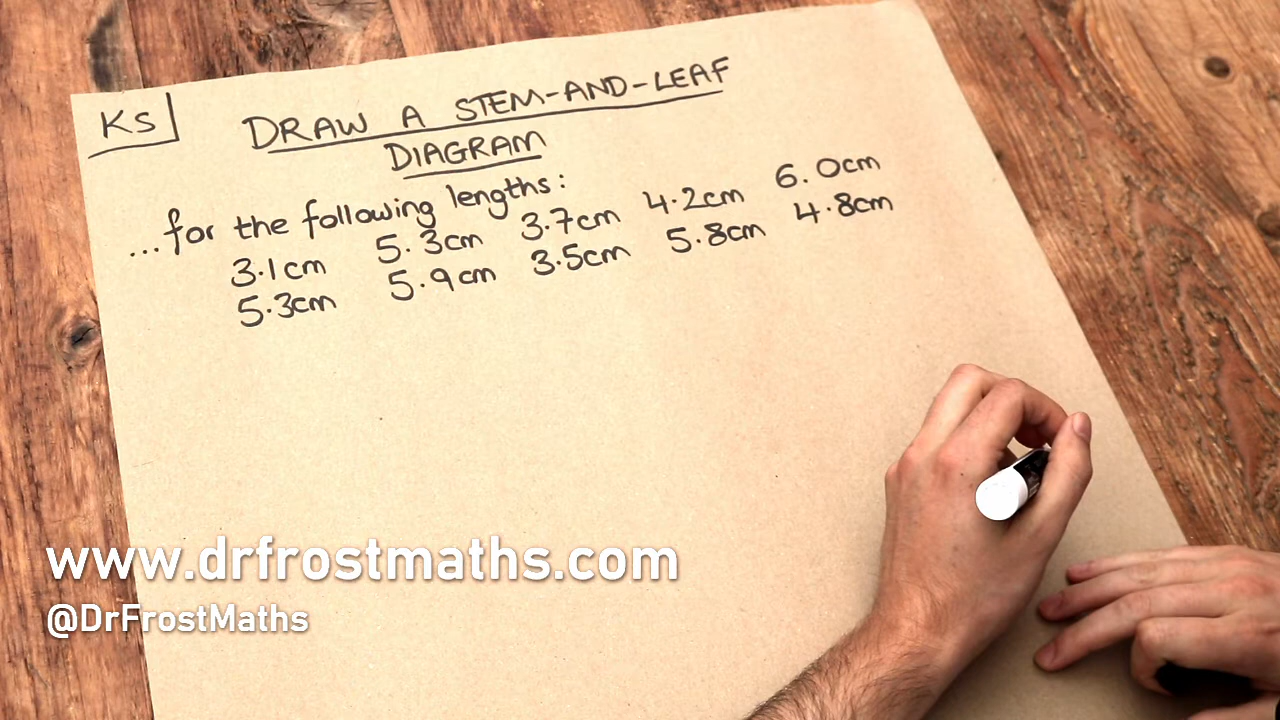 KS
DRAW A STEM-AND-LEAF
DIAGRAM
...for the following lengths:
3.1cm 5.3cm 3.7cm 4.2cm 6.0cm
5.3cm 5.9cm 3.5cm 5.8cm 4.8cm
www.drfrostmaths.com
@DrFrostMaths